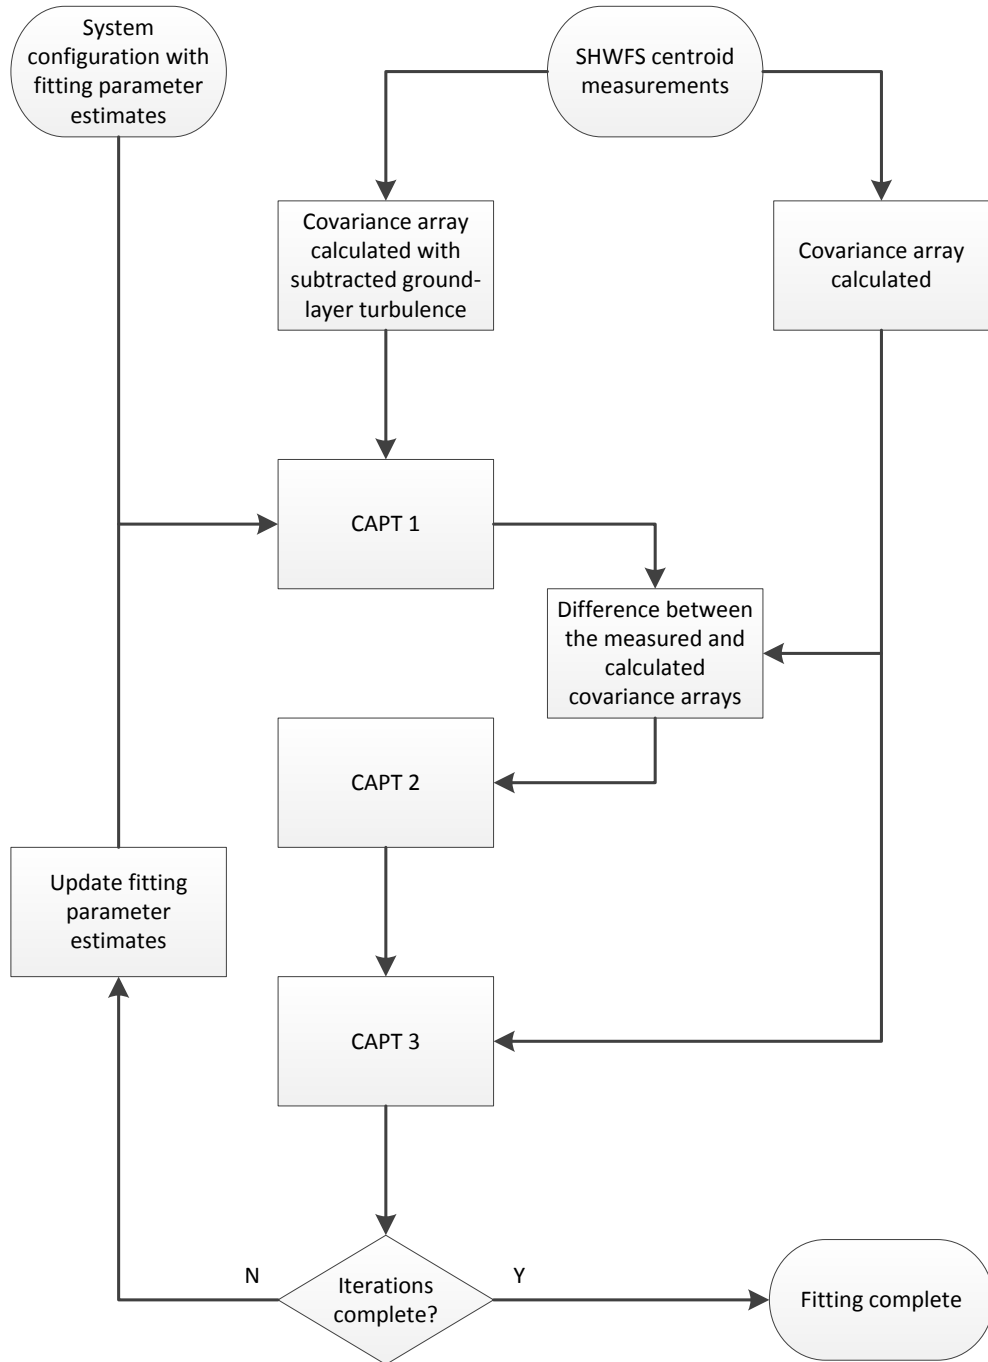 System
configuration with
fitting parameter
estimates
SHWFS centroid
measurements
Covariance array
calculated with
subtracted ground-
layer turbulence
Covariance array
calculated
CAPT 1
Difference between
the measured and
calculated
covariance arrays
CAPT 2
Update fitting
parameter
estimates
CAPT 3
N
Iterations
complete?
Y
Fitting complete